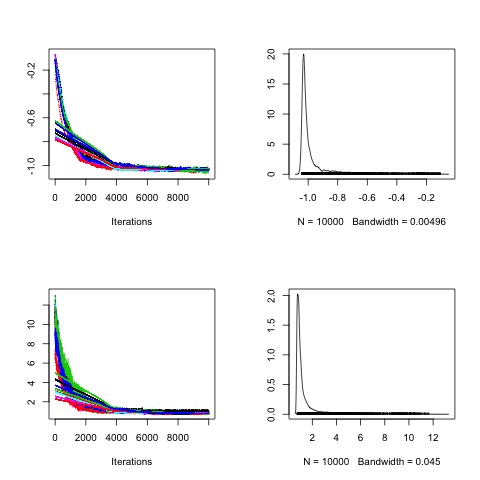 -0.2
-0.6
-1.0
0 2000 4000 6000 8000
Iterations
20
15
10
5
0
-1.0 -0.8 -0.6 -0.4 -0.2
N = 10000 Bandwidth = 0.00496
10
8
6
4
2
0 2000 4000 6000 8000
Iterations
2.0
1.5
1.0
0.5
0.0
2 4 6 8 10 12
N = 10000 Bandwidth = 0.045